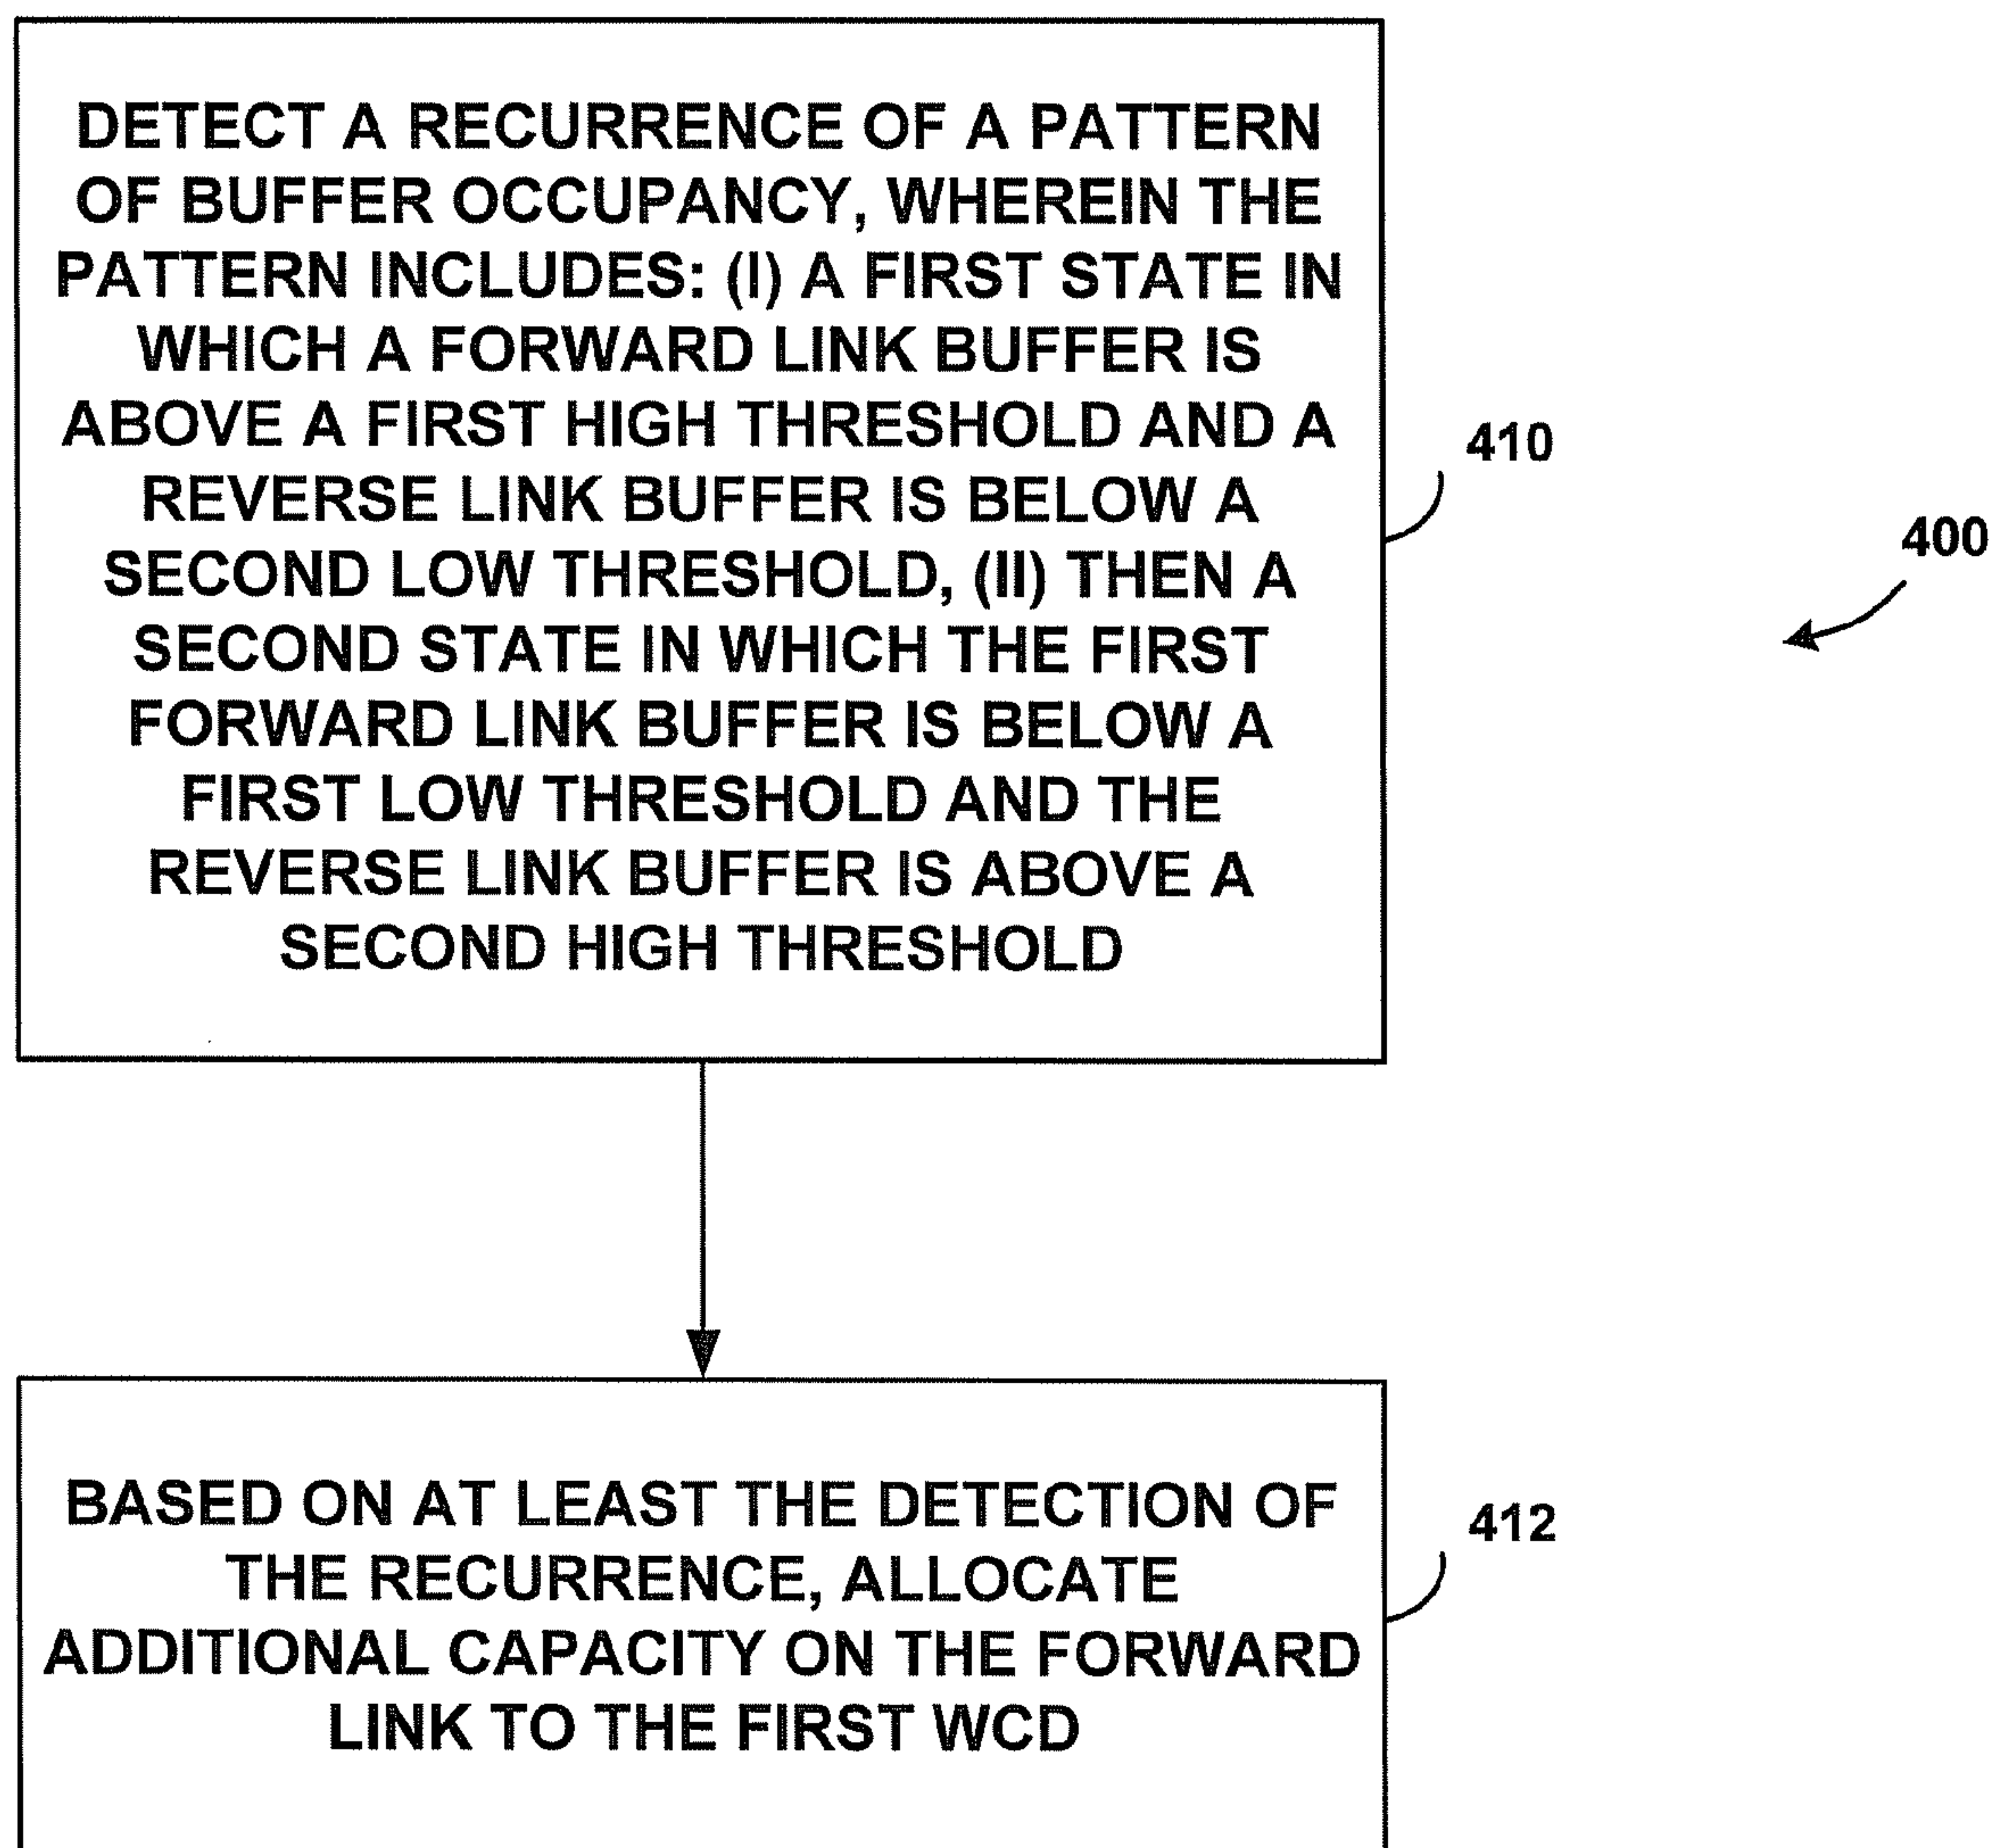 DETECT A RECURRENCE OF A PATTERN
OF BUFFER OCCUPANCY, WHEREIN THE
PATTERN INCLUDES: (I) A FIRST STATE IN
WHICH A FORWARD LINK BUFFER IS
ABOVE A FIRST HIGH THRESHOLD AND A
REVERSE LINK BUFFER IS BELOW A
SECOND LOW THRESHOLD, (II) THEN A
SECOND STATE IN WHICH THE FIRST
FORWARD LINK BUFFER IS BELOW A
FIRST LOW THRESHOLD AND THE
REVERSE LINK BUFFER IS ABOVE A
SECOND HIGH THRESHOLD
410
400
BASED ON AT LEAST THE DETECTION OF
THE RECURRENCE, ALLOCATE
ADDITIONAL CAPACITY ON THE FORWARD
LINK TO THE FIRST WCD
412